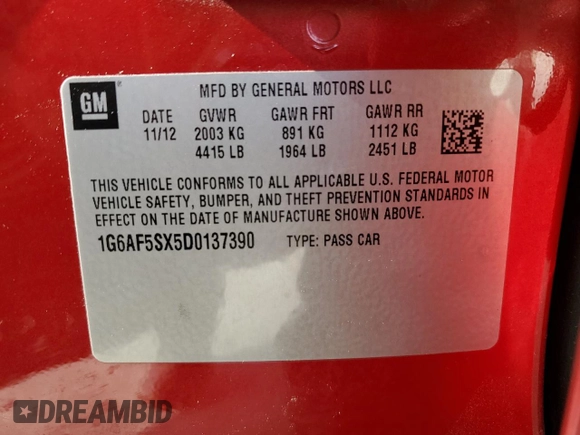 GM
MFD BY GENERAL MOTORS LLC
DATE GVWR GAWR FRT GAWR RR
11/12 2003 KG 891 KG 1112 KG
4415 LB 1964 LB 2451 LB
THIS VEHICLE CONFORMS TO ALL APPLICABLE U.S. FEDERAL MOTOR
VEHICLE SAFETY, BUMPER, AND THEFT PREVENTION STANDARDS IN
EFFECT ON THE DATE OF MANUFACTURE SHOWN ABOVE.
1G6AF5SX5D0137390 TYPE: PASS CAR
DREAMBID